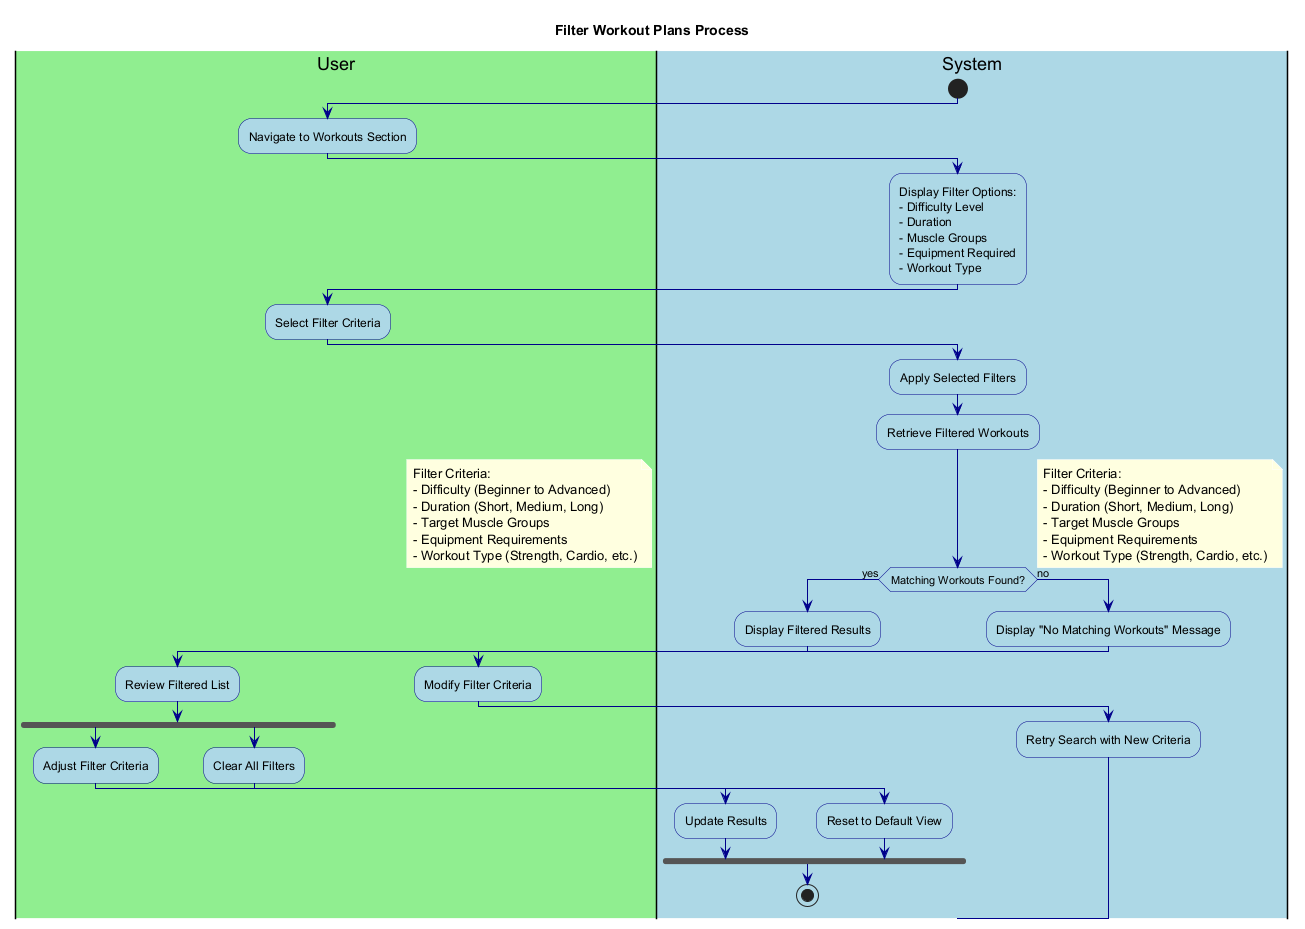 Filter Workout Plans Process
User
System
Navigate to Workouts Section
Display Filter Options:
- Difficulty Level
- Duration
- Muscle Groups
- Equipment Required
- Workout Type
Select Filter Criteria
Apply Selected Filters
Retrieve Filtered Workouts
Filter Criteria:
- Difficulty (Beginner to Advanced)
- Duration (Short, Medium, Long)
- Target Muscle Groups
- Equipment Requirements
- Workout Type (Strength, Cardio, etc.)
Filter Criteria:
- Difficulty (Beginner to Advanced)
- Duration (Short, Medium, Long)
- Target Muscle Groups
- Equipment Requirements
- Workout Type (Strength, Cardio, etc.)
yes
Matching Workouts Found?
no
Display Filtered Results
Display "No Matching Workouts" Message
Review Filtered List
Modify Filter Criteria
Retry Search with New Criteria
Adjust Filter Criteria
Clear All Filters
Update Results
Reset to Default View